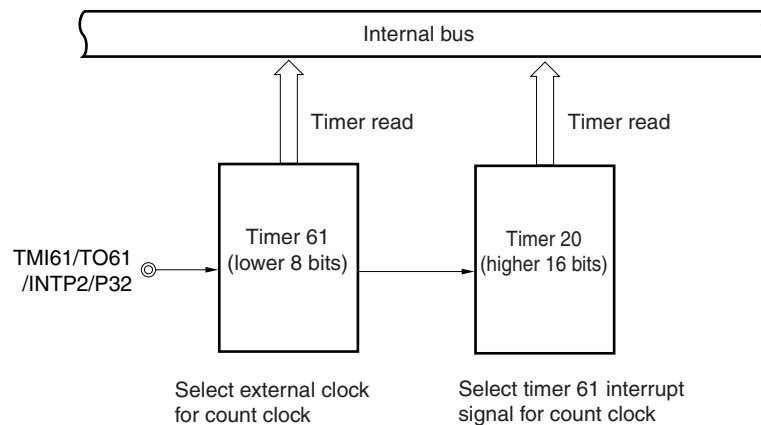 Internal bus
Timer read
Timer read
Timer 61
(lower 8 bits)
Timer 20
(higher 16 bits)
TMI61/TO61
/INTP2/P32
Select external clock
for count clock
Select timer 61 interrupt
signal for count clock